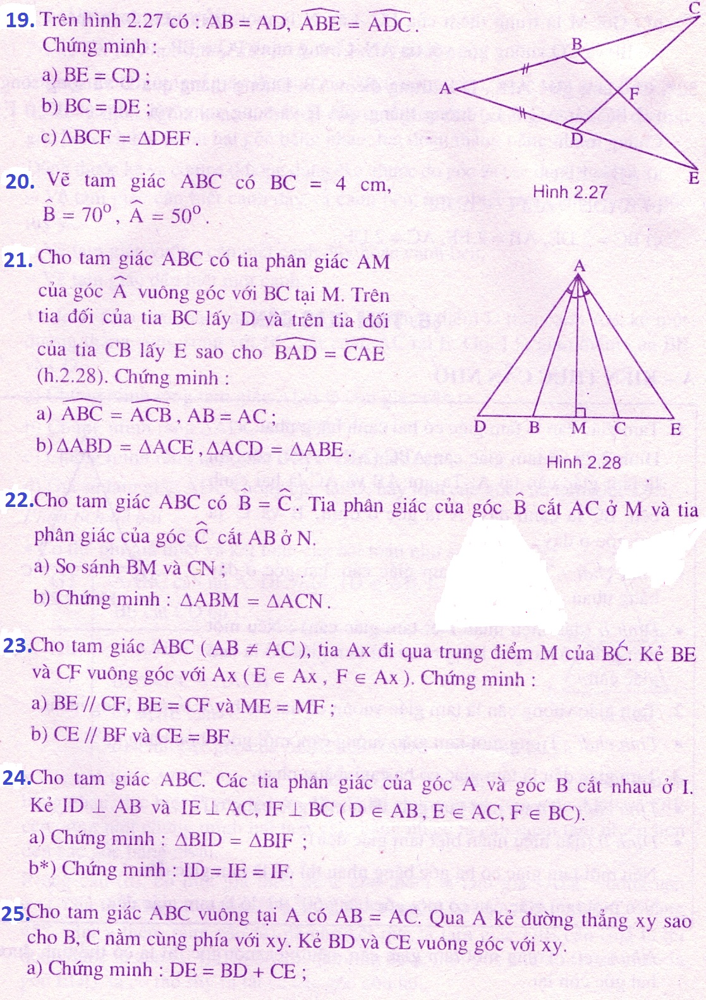 19. Trên hình 2.27 có : AB = AD, $\widehat{ABE}$ = $\widehat{ADC}$.
Chứng minh :
a) BE = CD ;
b) BC = DE ;
c) ΔBCF = ΔDEF .
A
B
C
D
E
F
Hình 2.27
20. Vẽ tam giác ABC có BC = 4 cm,
$\widehat{B}$ = 70⁰ , $\widehat{A}$ = 50⁰ .
21. Cho tam giác ABC có tia phân giác AM
của góc $\widehat{A}$ vuông góc với BC tại M. Trên
tia đối của tia BC lấy D và trên tia đối
của tia CB lấy E sao cho $\widehat{BAD}$ = $\widehat{CAE}$
(h.2.28). Chứng minh :
a) $\widehat{ABC}$ = $\widehat{ACB}$ , AB = AC ;
b) ΔABD = ΔACE , ΔACD = ΔABE .
A
D B M C E
Hình 2.28
22. Cho tam giác ABC có $\widehat{B}$ = $\widehat{C}$. Tia phân giác của góc $\widehat{B}$ cắt AC ở M và tia
phân giác của góc $\widehat{C}$ cắt AB ở N.
a) So sánh BM và CN ;
b) Chứng minh : ΔABM = ΔACN .
23. Cho tam giác ABC ( AB ≠ AC ), tia Ax đi qua trung điểm M của BC. Kẻ BE
và CF vuông góc với Ax ( E ∈ Ax , F ∈ Ax ). Chứng minh :
a) BE // CF, BE = CF và ME = MF ;
b) CE // BF và CE = BF.
24. Cho tam giác ABC. Các tia phân giác của góc A và góc B cắt nhau ở I.
Kẻ ID ⊥ AB và IE ⊥ AC, IF ⊥ BC ( D ∈ AB , E ∈ AC, F ∈ BC).
a) Chứng minh : ΔBID = ΔBIF ;
b*) Chứng minh : ID = IE = IF.
25. Cho tam giác ABC vuông tại A có AB = AC. Qua A kẻ đường thẳng xy sao
cho B, C nằm cùng phía với xy. Kẻ BD và CE vuông góc với xy.
a) Chứng minh : DE = BD + CE ;